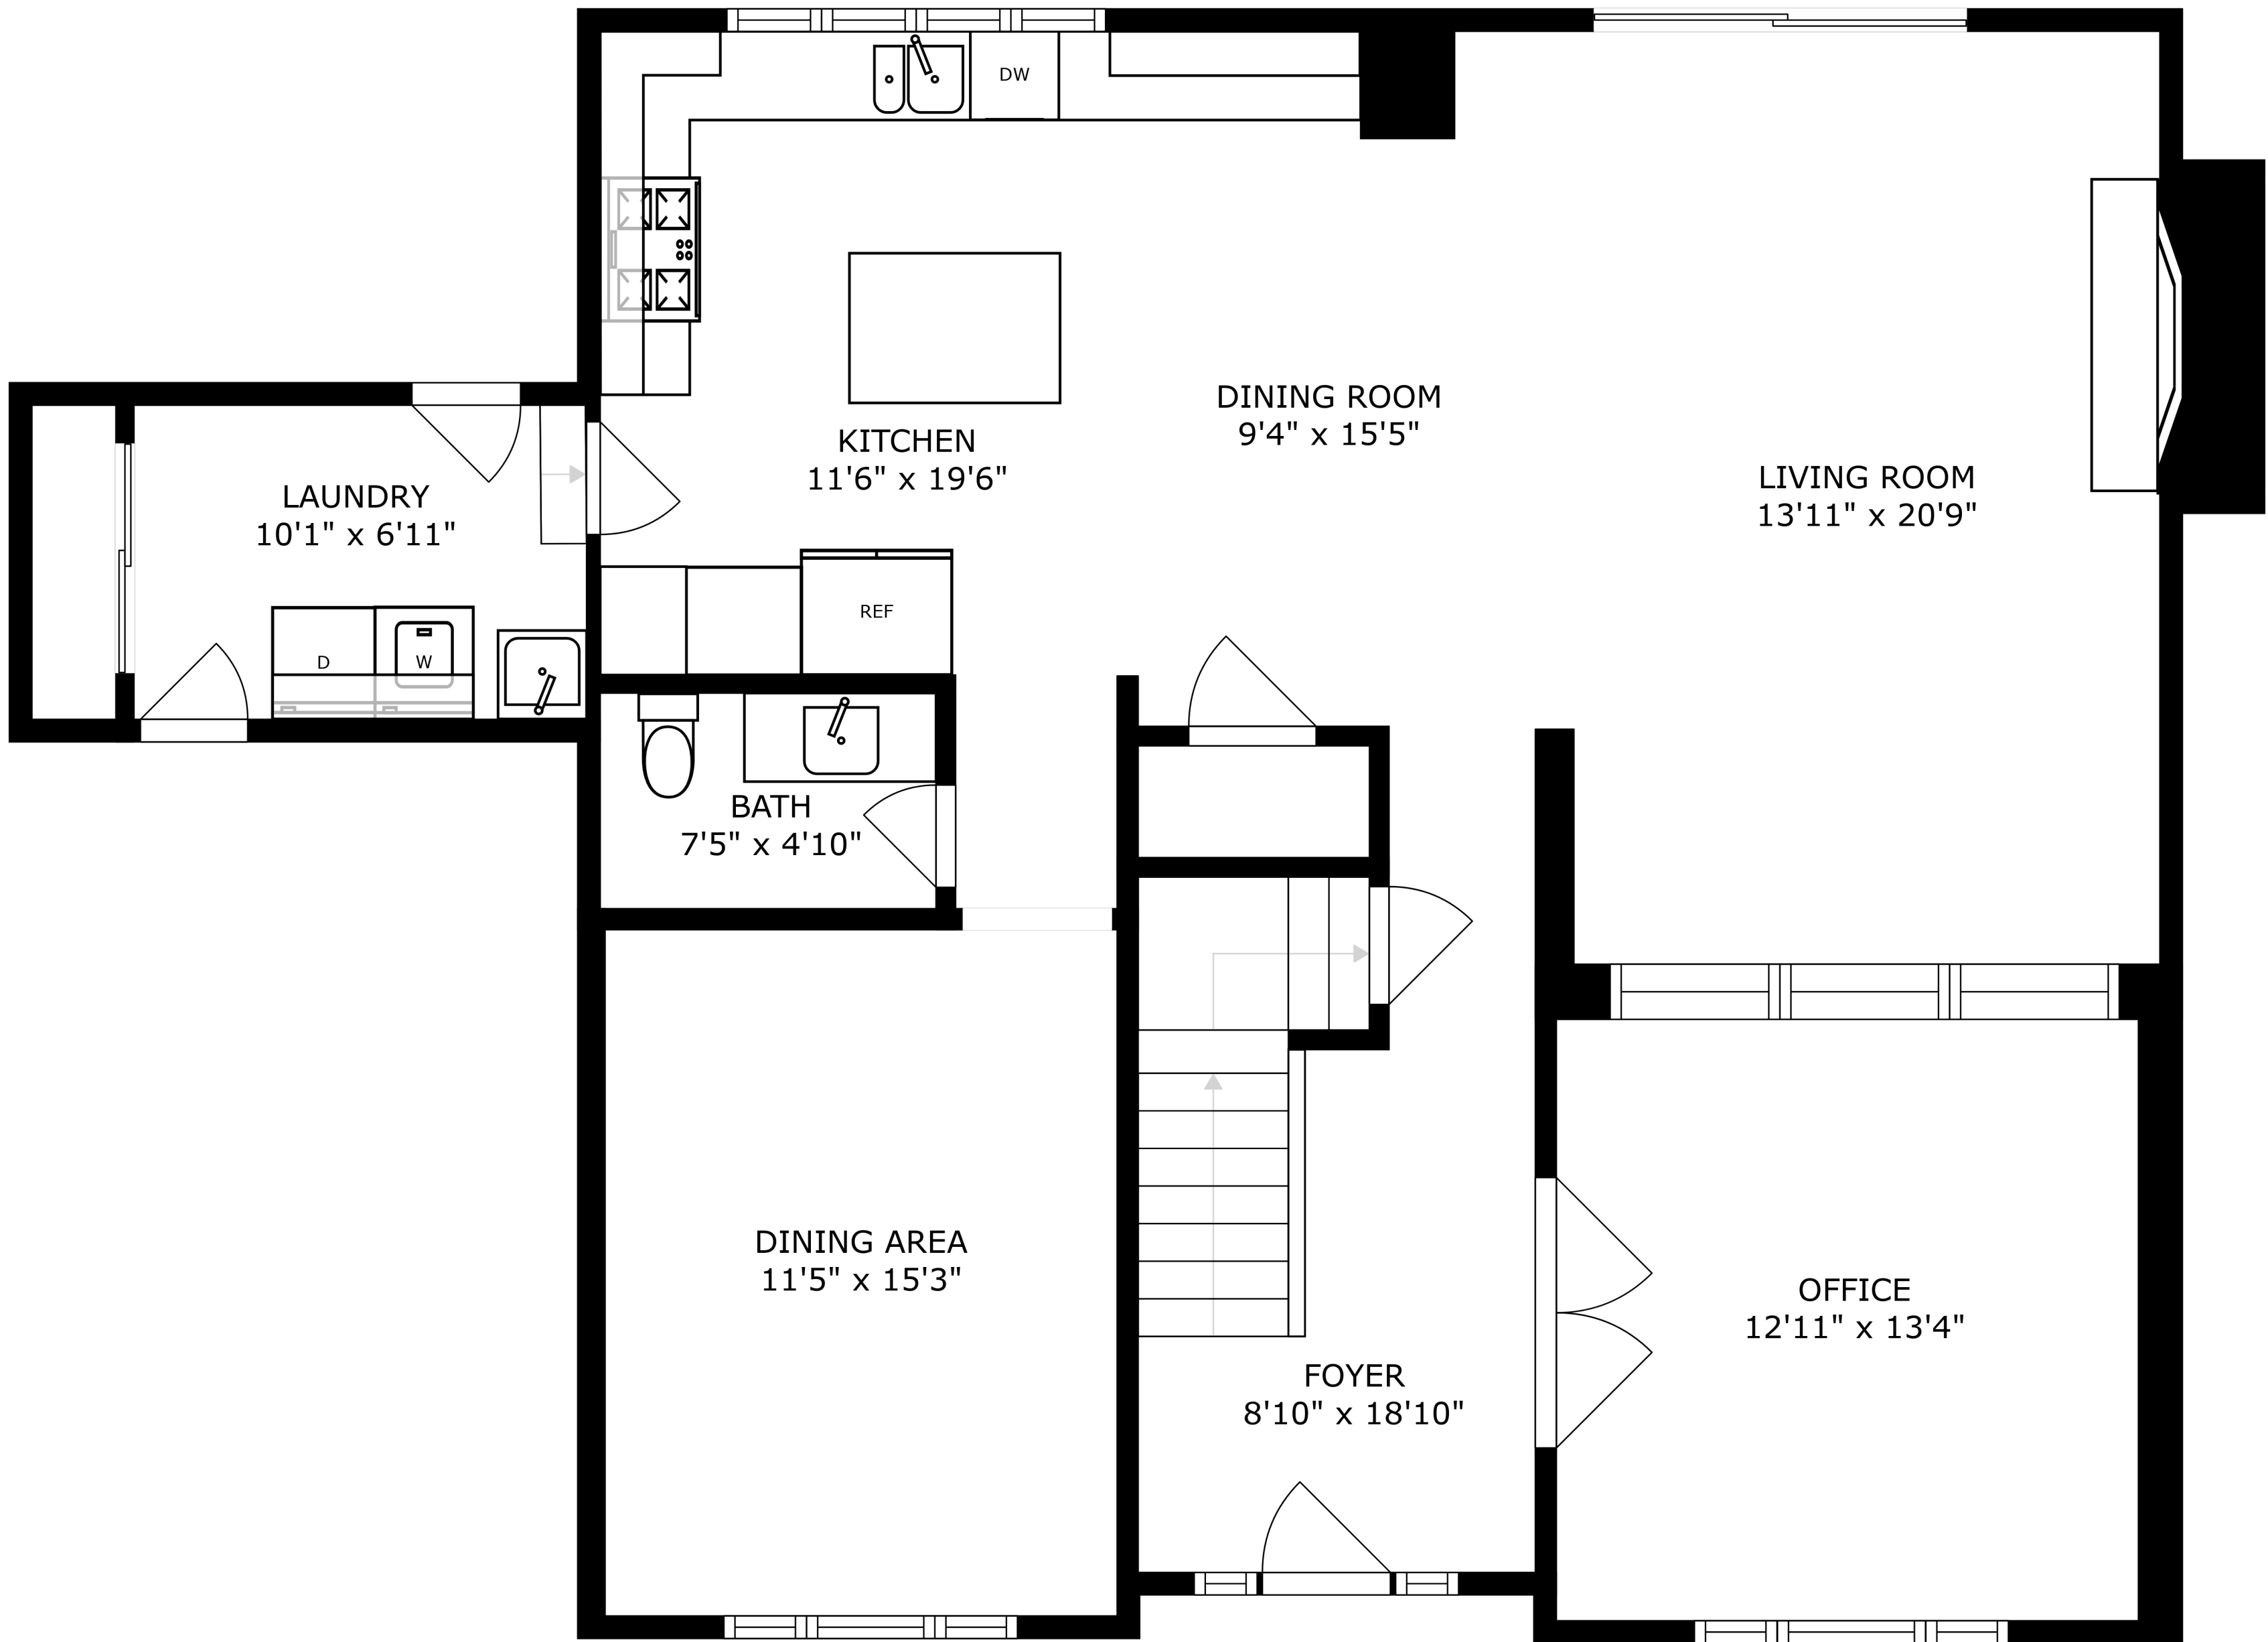 DW
DINING ROOM
9'4" x 15'5"
KITCHEN
11'6" x 19'6"
LIVING ROOM
13'11" x 20'9"
LAUNDRY
10'1" x 6'11"
REF
D
W
BATH
7'5" x 4'10"
DINING AREA
11'5" x 15'3"
OFFICE
12'11" x 13'4"
FOYER
8'10" x 18'10"